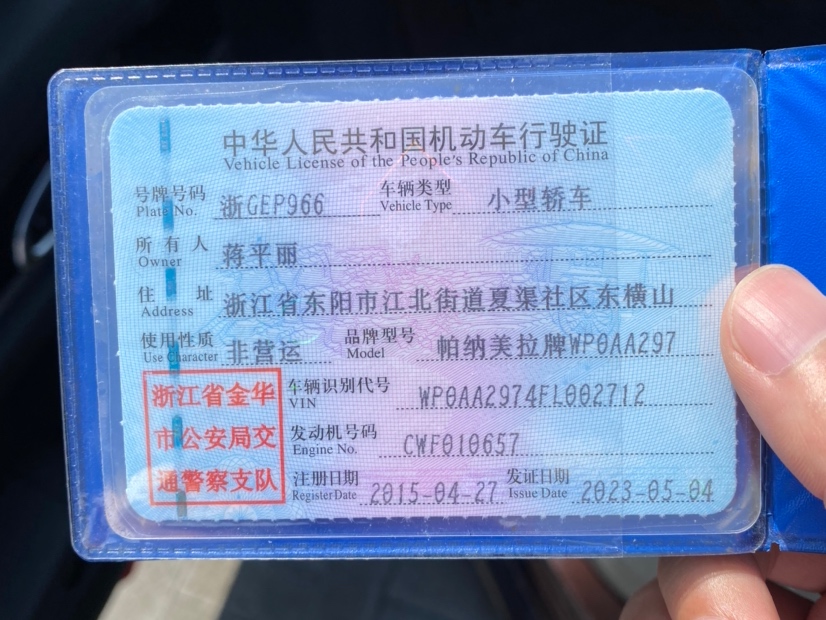 中华人民共和国机动车行驶证
Vehicle License of the People's Republic of China
号牌号码 浙GEP966 车辆类型 小型轿车
Plate No. Vehicle Type
所有人 蒋平丽
Owner
住址 浙江省东阳市江北街道夏渠社区东横山
Address
使用性质 非营运 品牌型号 帕纳美拉牌WP0AA297
Use Character Model
浙江省金华 车辆识别代号 WP0AA2974FL002712
VIN
市公安局交 发动机号码 CWF010657
Engine No.
通警察支队 注册日期 2015-04-27 发证日期 2023-05-04
Register Date Issue Date